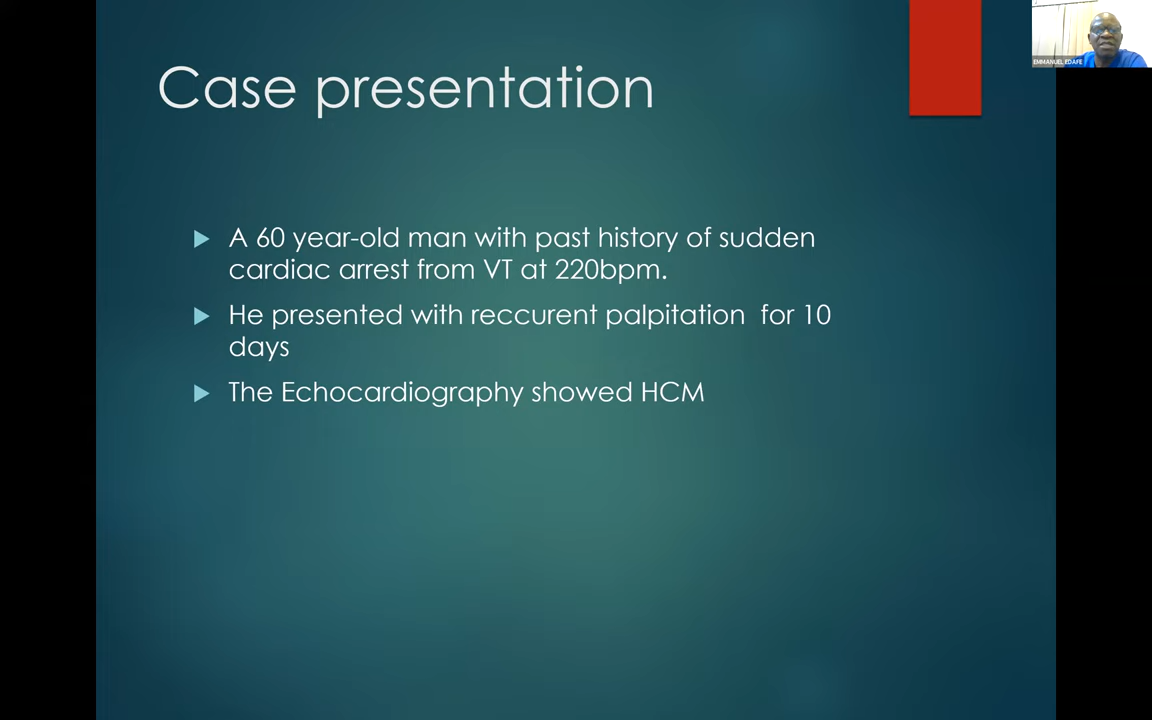 Case presentation
A 60 year-old man with past history of sudden
cardiac arrest from VT at 220bpm.
He presented with reccurent palpitation for 10
days
The Echocardiography showed HCM
EMMANUEL EDAFE